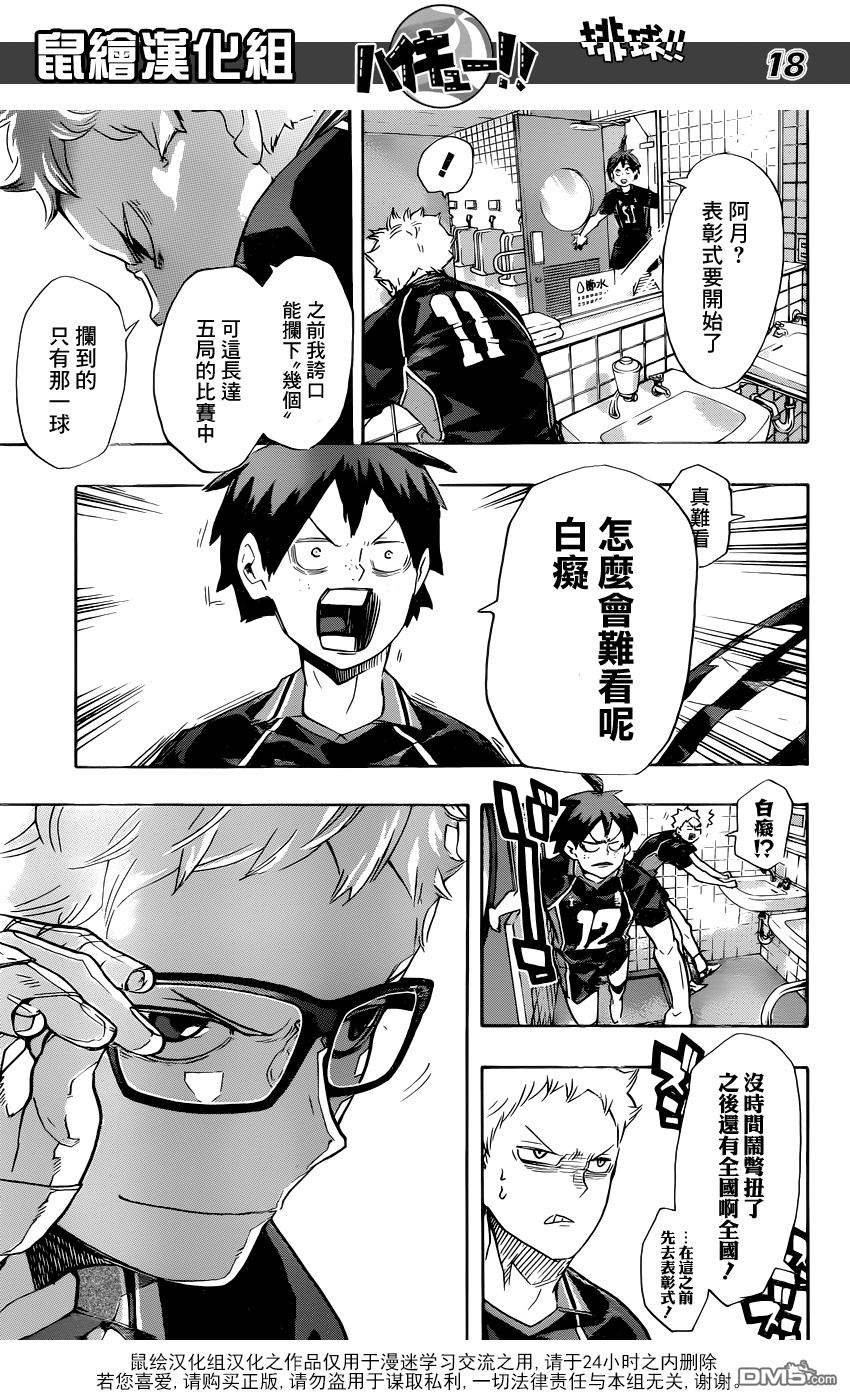 鼠繪漢化組
ハイキュー!!
排球!!
18
阿月？
表彰式要開始了
！
節水
12
11
之前我誇口
能攔下〝幾個〞
可這長達
五局的比賽中
攔到的
只有那一球
真難看
怎麼會難看呢
白癡
白癡!?
12
沒時間鬧彆扭了
之後還有全國啊全國！
…在這之前
先去表彰式！
ズン
ズン
鼠绘汉化组汉化之作品仅用于漫迷学习交流之用, 请于24小时之内删除
若您喜爱, 请购买正版, 请勿盗用于谋取私利, 一切法律责任与本组无关, 谢谢。
DM5.com